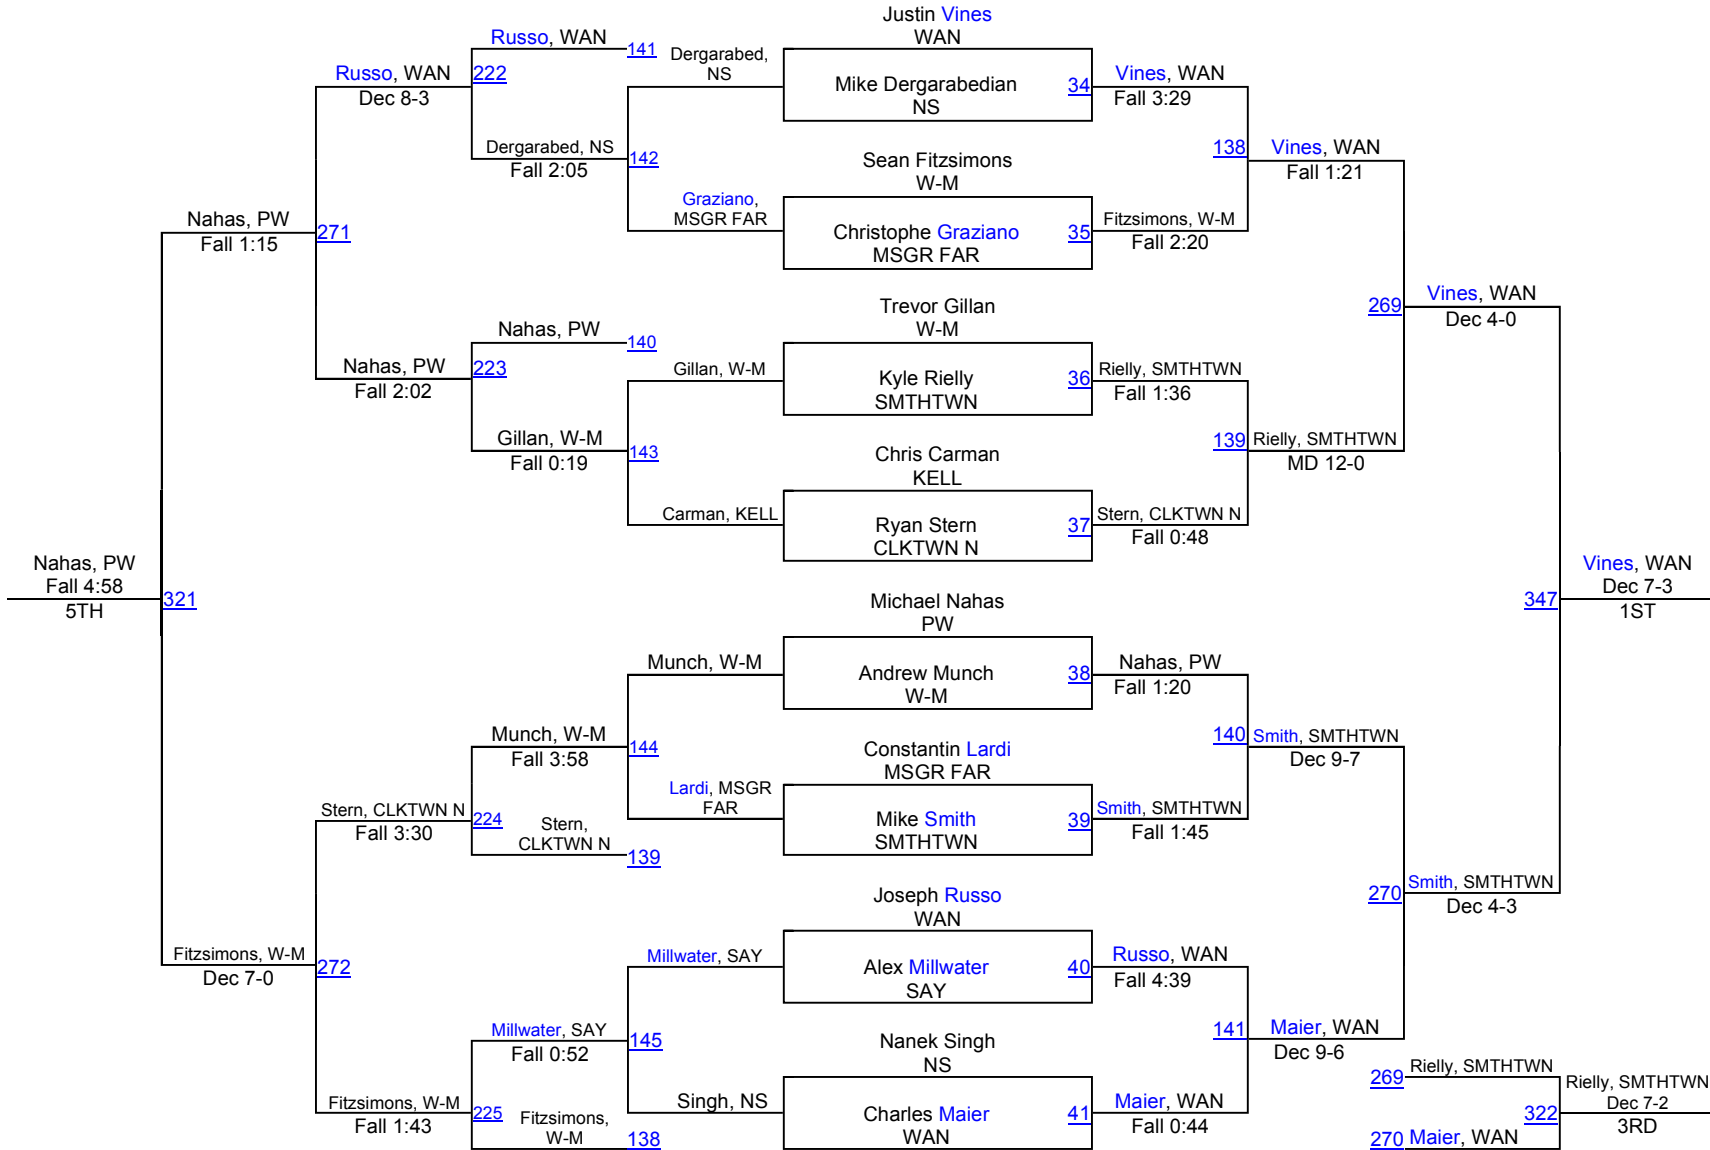 Justin Vines
WAN
Russo, WAN
141
Dergarabed,
NS
Russo, WAN
222
Dec 8-3
Mike Dergarabedian
NS
34
Vines, WAN
Fall 3:29
Dergarabed, NS
142
Fall 2:05
Sean Fitzsimons
W-M
138
Vines, WAN
Fall 1:21
Graziano,
MSGR FAR
Christophe Graziano
MSGR FAR
35
Fitzsimons, W-M
Fall 2:20
Nahas, PW
271
Fall 1:15
Trevor Gillan
W-M
269
Vines, WAN
Dec 4-0
Nahas, PW
140
Nahas, PW
223
Fall 2:02
Gillan, W-M
Kyle Rielly
SMTHTWN
36
Rielly, SMTHTWN
Fall 1:36
Gillan, W-M
143
Fall 0:19
Chris Carman
KELL
139
Rielly, SMTHTWN
MD 12-0
Carman, KELL
Ryan Stern
CLKTWN N
37
Stern, CLKTWN N
Fall 0:48
Nahas, PW
Fall 4:58
5TH
321
Michael Nahas
PW
347
Vines, WAN
Dec 7-3
1ST
Munch, W-M
Andrew Munch
W-M
38
Nahas, PW
Fall 1:20
Munch, W-M
144
Fall 3:58
Constantin Lardi
MSGR FAR
140
Smith, SMTHTWN
Dec 9-7
Lardi, MSGR
FAR
Mike Smith
SMTHTWN
39
Smith, SMTHTWN
Fall 1:45
Stern, CLKTWN N
224
Fall 3:30
Stern,
CLKTWN N
139
Joseph Russo
WAN
270
Smith, SMTHTWN
Dec 4-3
Fitzsimons, W-M
272
Dec 7-0
Millwater, SAY
Alex Millwater
SAY
40
Russo, WAN
Fall 4:39
Millwater, SAY
145
Fall 0:52
Nanek Singh
NS
141
Maier, WAN
Dec 9-6
Fitzsimons, W-M
225
Fall 1:43
Fitzsimons,
W-M
138
Singh, NS
Charles Maier
WAN
41
Maier, WAN
Fall 0:44
269
Rielly, SMTHTWN
322
Rielly, SMTHTWN
Dec 7-2
3RD
270
Maier, WAN